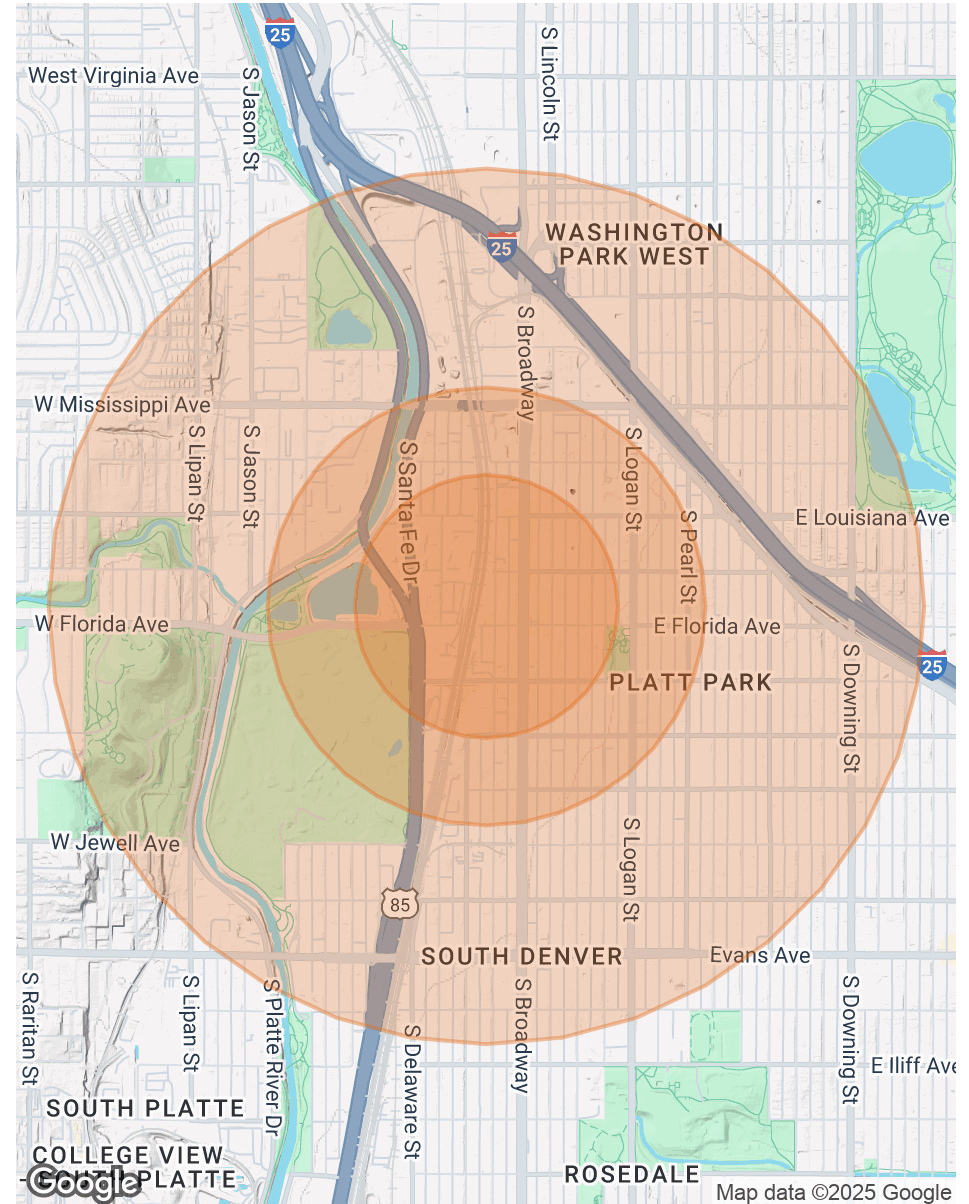 25
S Lincoln St
West Virginia Ave
S Jason St
WASHINGTON
PARK WEST
25
S Broadway
W Mississippi Ave
S Lipan St
S Jason St
S Santa Fe Dr
S Logan St
S Pearl St
E Louisiana Ave
W Florida Ave
E Florida Ave
25
PLATT PARK
S Downing St
W Jewell Ave
S Logan St
85
SOUTH DENVER
Evans Ave
S Raritan St
S Lipan St
S Platte River Dr
S Delaware St
S Broadway
S Downing St
E Iliff Ave
SOUTH PLATTE
COLLEGE VIEW
- SOUTH PLATTE
ROSEDALE
Google
Map data ©2025 Google